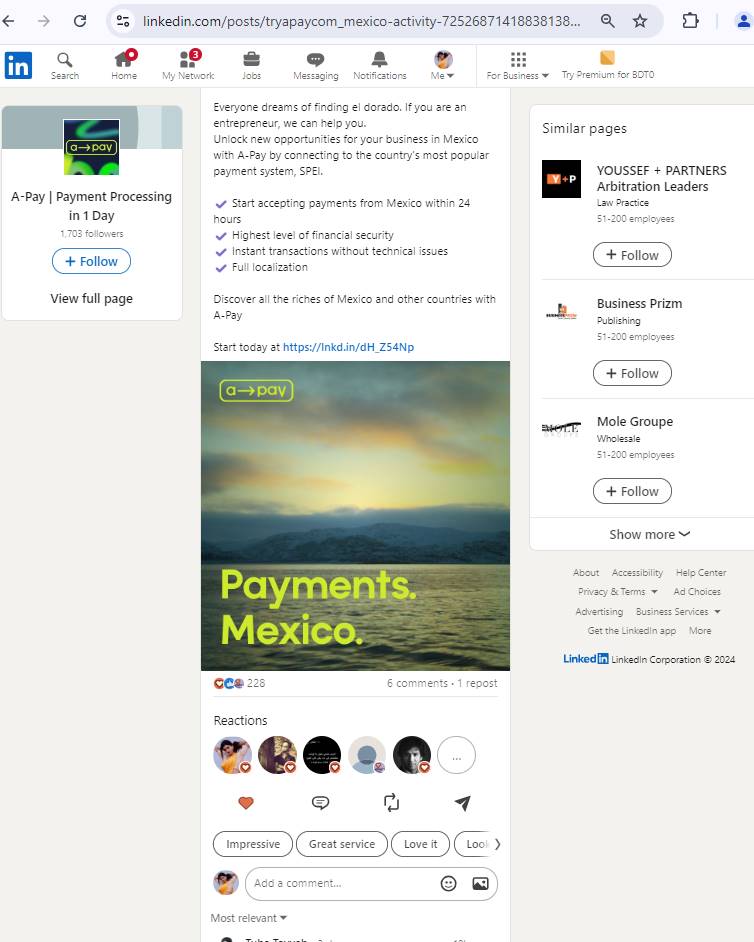 linkedin.com/posts/tryapaycom_mexico-activity-72526871418838138...
in
Search
Home
3
My Network
Jobs
Messaging
Notifications
Me
For Business
Try Premium for BDT0
a→pay
A-Pay | Payment Processing
in 1 Day
1,703 followers
+ Follow
View full page
Everyone dreams of finding el dorado. If you are an
entrepreneur, we can help you.
Unlock new opportunities for your business in Mexico
with A-Pay by connecting to the country's most popular
payment system, SPEI.
✔ Start accepting payments from Mexico within 24
hours
✔ Highest level of financial security
✔ Instant transactions without technical issues
✔ Full localization
Discover all the riches of Mexico and other countries with
A-Pay
Start today at https://lnkd.in/dH_Z54Np
a→pay
Payments.
Mexico.
228
6 comments • 1 repost
Reactions
...
Impressive
Great service
Love it
Look
Add a comment...
Most relevant
Similar pages
Y+P
YOUSSEF + PARTNERS
Arbitration Leaders
Law Practice
51-200 employees
+ Follow
Business Prizm
Publishing
51-200 employees
+ Follow
MOLE
GROUPE
Mole Groupe
Wholesale
51-200 employees
+ Follow
Show more
About Accessibility Help Center
Privacy & Terms Ad Choices
Advertising Business Services
Get the LinkedIn app More
LinkedIn LinkedIn Corporation © 2024